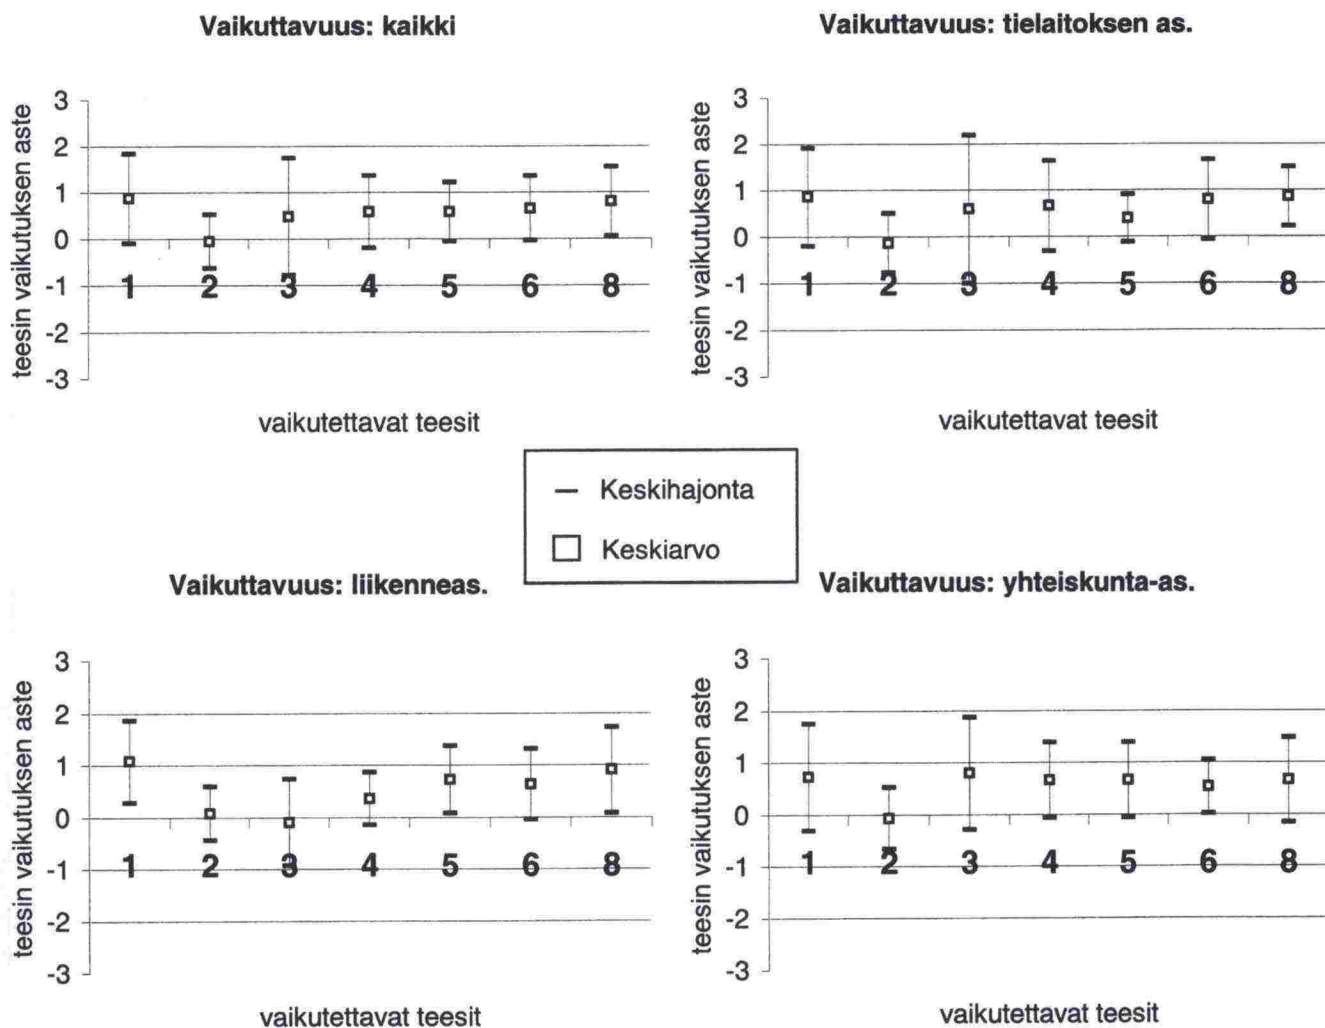 Vaikuttavuus: kaikki
teesin vaikutuksen aste
3
2
1
0
-1
-2
-3
1 2 3 4 5 6 8
vaikutettavat teesit
Vaikuttavuus: tielaitoksen as.
teesin vaikutuksen aste
3
2
1
0
-1
-2
-3
1 2 3 4 5 6 8
vaikutettavat teesit
Keskihajonta
Keskiarvo
Vaikuttavuus: liikenneas.
teesin vaikutuksen aste
3
2
1
0
-1
-2
-3
1 2 3 4 5 6 8
vaikutettavat teesit
Vaikuttavuus: yhteiskunta-as.
teesin vaikutuksen aste
3
2
1
0
-1
-2
-3
1 2 3 4 5 6 8
vaikutettavat teesit